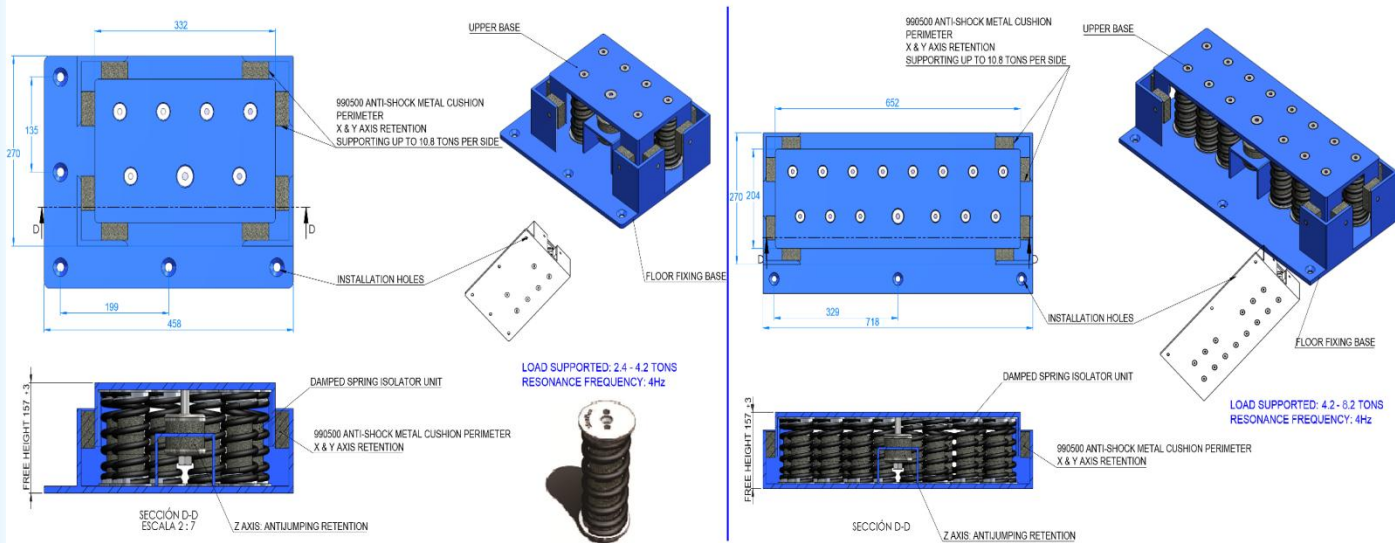 332
270
135
199
458
UPPER BASE
990500 ANTI-SHOCK METAL CUSHION
PERIMETER
X & Y AXIS RETENTION
SUPPORTING UP TO 10.8 TONS PER SIDE
INSTALLATION HOLES
FLOOR FIXING BASE
D
D
LOAD SUPPORTED: 2.4 - 4.2 TONS
RESONANCE FREQUENCY: 4Hz
FREE HEIGHT 157 ±3
DAMPED SPRING ISOLATOR UNIT
990500 ANTI-SHOCK METAL CUSHION PERIMETER
X & Y AXIS RETENTION
SECCIÓN D-D
ESCALA 2 : 7
Z AXIS: ANTIJUMPING RETENTION
990500 ANTI-SHOCK METAL CUSHION
PERIMETER
X & Y AXIS RETENTION
SUPPORTING UP TO 10.8 TONS PER SIDE
UPPER BASE
652
270
204
D
D
329
718
INSTALLATION HOLES
FLOOR FIXING BASE
LOAD SUPPORTED: 4.2 - 8.2 TONS
RESONANCE FREQUENCY: 4Hz
FREE HEIGHT 157 ±3
DAMPED SPRING ISOLATOR UNIT
990500 ANTI-SHOCK METAL CUSHION PERIMETER
X & Y AXIS RETENTION
SECCIÓN D-D
Z AXIS: ANTIJUMPING RETENTION